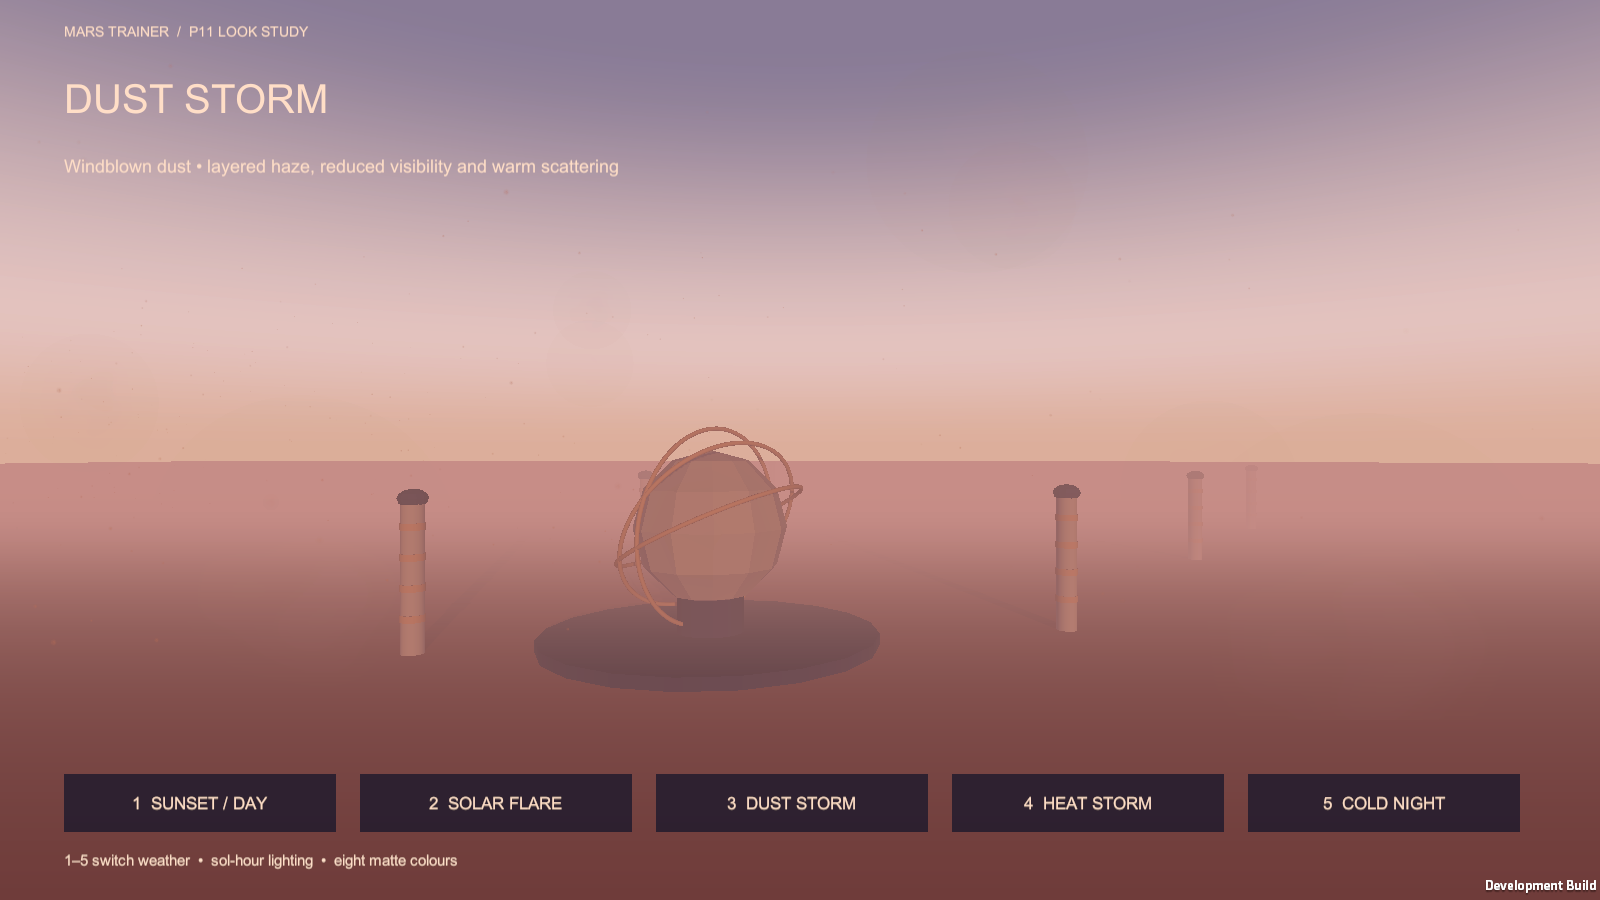 MARS TRAINER / P11 LOOK STUDY
DUST STORM
Windblown dust • layered haze, reduced visibility and warm scattering
1 SUNSET / DAY
2 SOLAR FLARE
3 DUST STORM
4 HEAT STORM
5 COLD NIGHT
1–5 switch weather • sol-hour lighting • eight matte colours
Development Build